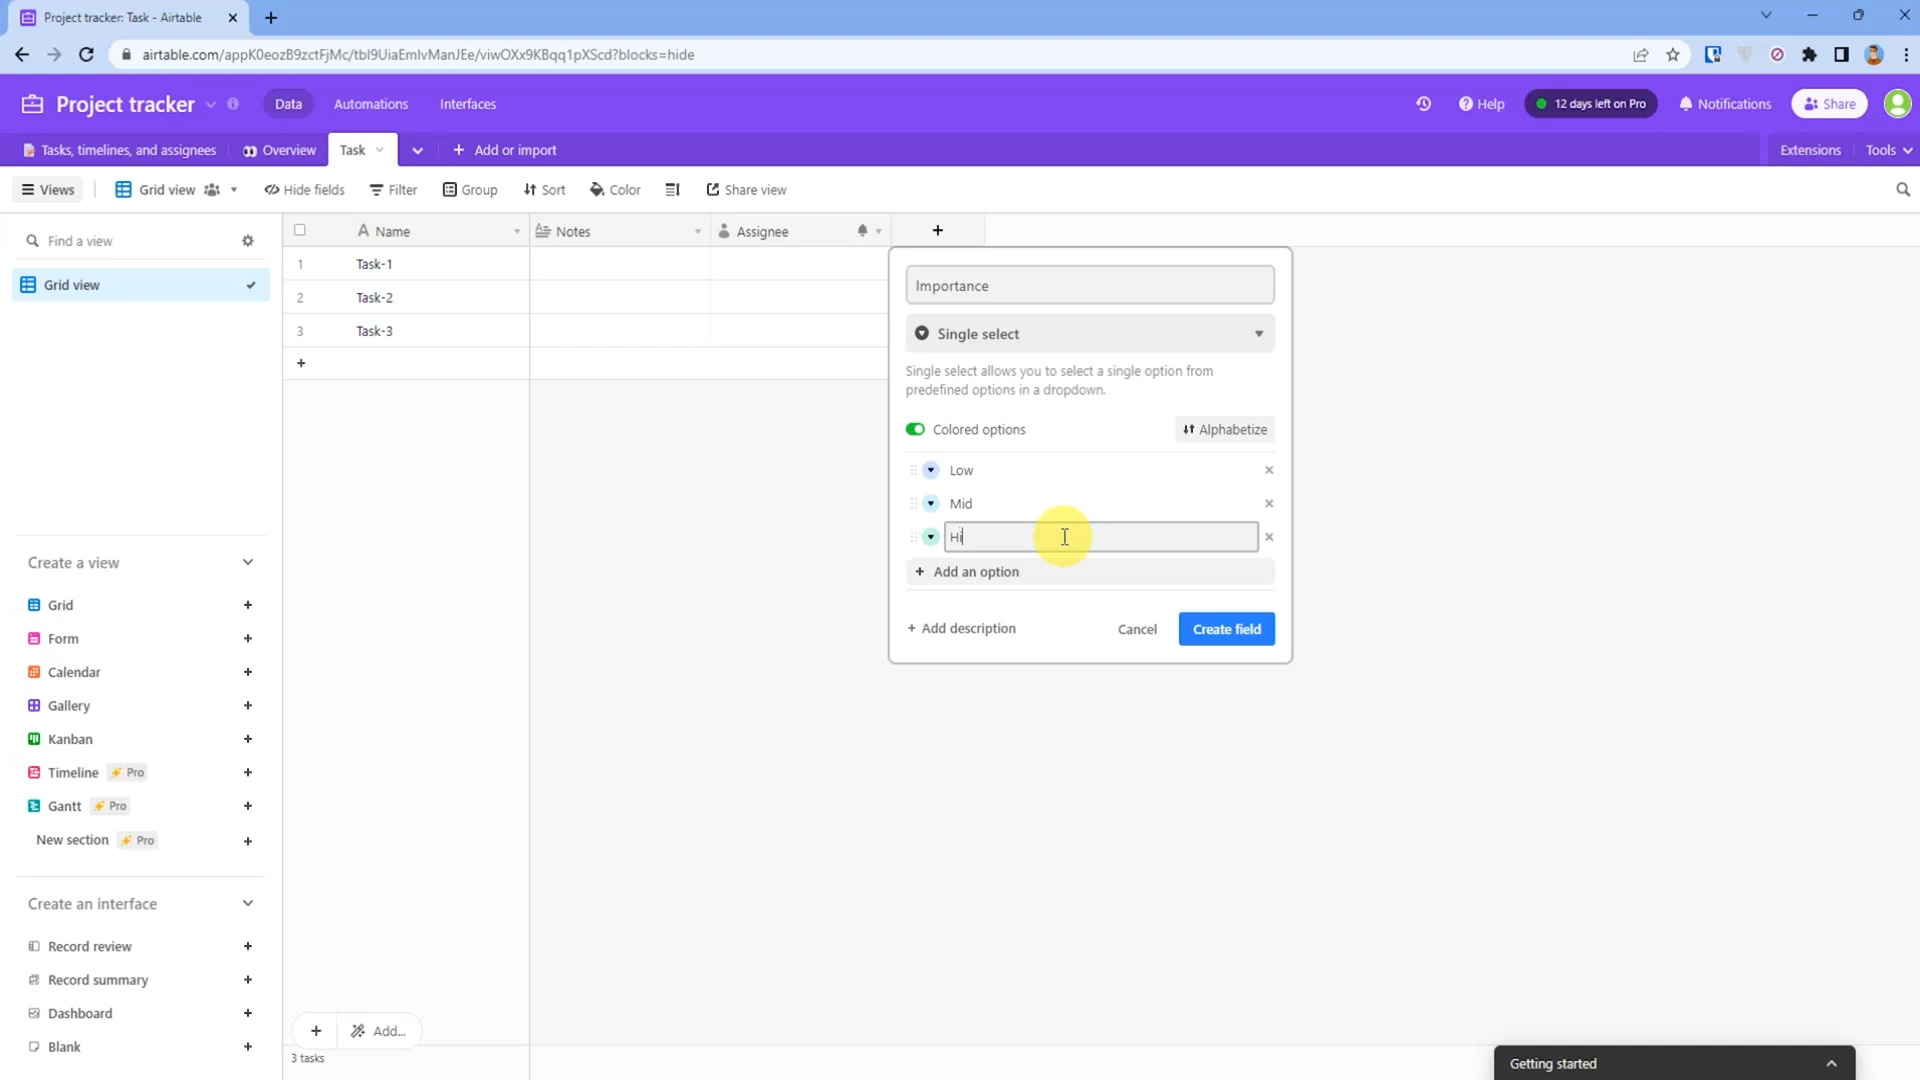 Project tracker: Task - Airtable
airtable.com/appK0eozB9zctFjMc/tbl9UiaEmlvManJEe/viwOXx9KBqq1pXScd?blocks=hide
Project tracker
Data
Automations
Interfaces
Help
12 days left on Pro
Notifications
Share
Tasks, timelines, and assignees
Overview
Task
Add or import
Extensions
Tools
Views
Grid view
Hide fields
Filter
Group
Sort
Color
Share view
Find a view
Grid view
Name
Notes
Assignee
1 Task-1
2 Task-2
3 Task-3
Importance
Single select
Single select allows you to select a single option from
predefined options in a dropdown.
Colored options
Alphabetize
Low
Mid
Hi
Add an option
Add description
Cancel
Create field
Create a view
Grid
Form
Calendar
Gallery
Kanban
Timeline Pro
Gantt Pro
New section Pro
Create an interface
Record review
Record summary
Dashboard
Blank
Add...
3 tasks
Getting started